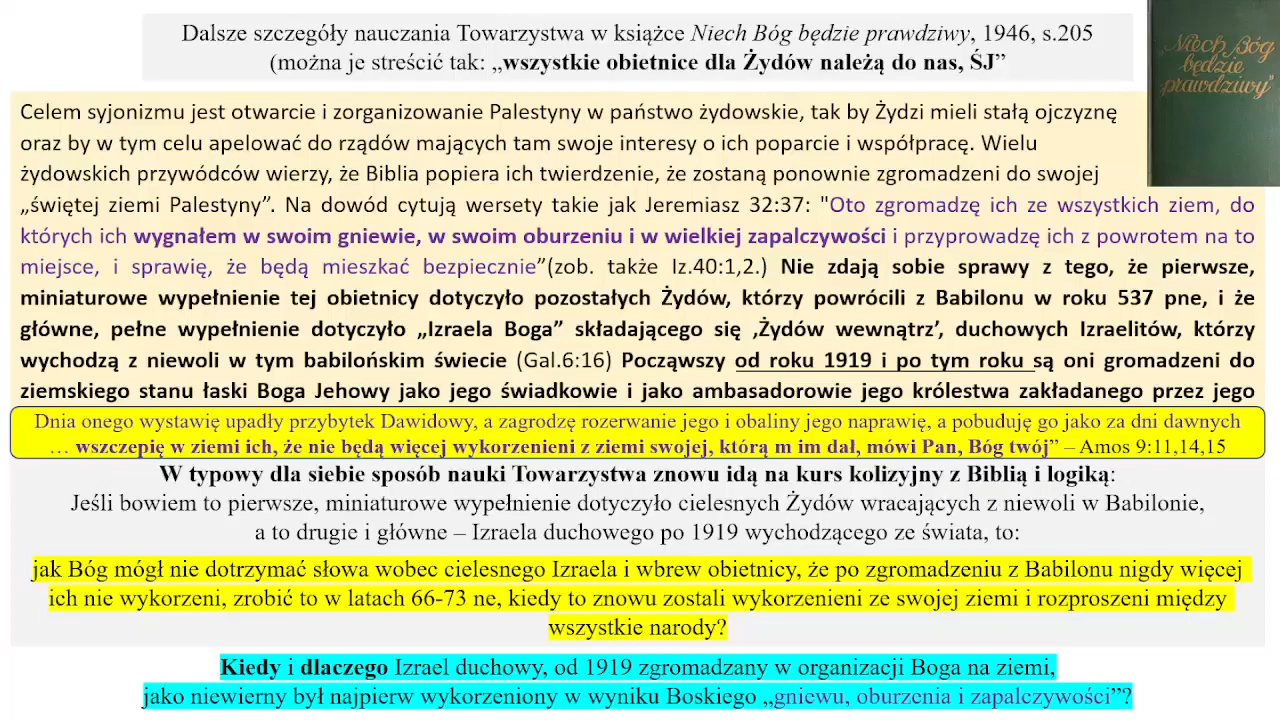 Dalsze szczegóły nauczania Towarzystwa w książce Niech Bóg będzie prawdziwy, 1946, s.205
(można je streścić tak: „wszystkie obietnice dla Żydów należą do nas, ŚJ”
„Niech Bóg
będzie
prawdziwy”
Celem syjonizmu jest otwarcie i zorganizowanie Palestyny w państwo żydowskie, tak by Żydzi mieli stałą ojczyznę
oraz by w tym celu apelować do rządów mających tam swoje interesy o ich poparcie i współpracę. Wielu
żydowskich przywódców wierzy, że Biblia popiera ich twierdzenie, że zostaną ponownie zgromadzeni do swojej
„świętej ziemi Palestyny”. Na dowód cytują wersety takie jak Jeremiasz 32:37: "Oto zgromadzę ich ze wszystkich ziem, do
których ich wygnałem w swoim gniewie, w swoim oburzeniu i w wielkiej zapalczywości i przyprowadzę ich z powrotem na to
miejsce, i sprawię, że będą mieszkać bezpiecznie”(zob. także Iz.40:1,2.) Nie zdają sobie sprawy z tego, że pierwsze,
miniaturowe wypełnienie tej obietnicy dotyczyło pozostałych Żydów, którzy powrócili z Babilonu w roku 537 pne, i że
główne, pełne wypełnienie dotyczyło „Izraela Boga” składającego się ‚Żydów wewnątrz’, duchowych Izraelitów, którzy
wychodzą z niewoli w tym babilońskim świecie (Gal.6:16) Począwszy od roku 1919 i po tym roku są oni gromadzeni do
ziemskiego stanu łaski Boga Jehowy jako jego świadkowie i jako ambasadorowie jego królestwa zakładanego przez jego
Dnia onego wystawię upadły przybytek Dawidowy, a zagrodzę rozerwanie jego i obaliny jego naprawię, a pobuduję go jako za dni dawnych
… wszczepię w ziemi ich, że nie będą więcej wykorzenieni z ziemi swojej, którą m im dał, mówi Pan, Bóg twój” – Amos 9:11,14,15
W typowy dla siebie sposób nauki Towarzystwa znowu idą na kurs kolizyjny z Biblią i logiką:
Jeśli bowiem to pierwsze, miniaturowe wypełnienie dotyczyło cielesnych Żydów wracających z niewoli w Babilonie,
a to drugie i główne – Izraela duchowego po 1919 wychodzącego ze świata, to:
jak Bóg mógł nie dotrzymać słowa wobec cielesnego Izraela i wbrew obietnicy, że po zgromadzeniu z Babilonu nigdy więcej
ich nie wykorzeni, zrobić to w latach 66-73 ne, kiedy to znowu zostali wykorzenieni ze swojej ziemi i rozproszeni między
wszystkie narody?
Kiedy i dlaczego Izrael duchowy, od 1919 zgromadzany w organizacji Boga na ziemi,
jako niewierny był najpierw wykorzeniony w wyniku Boskiego „gniewu, oburzenia i zapalczywości”?